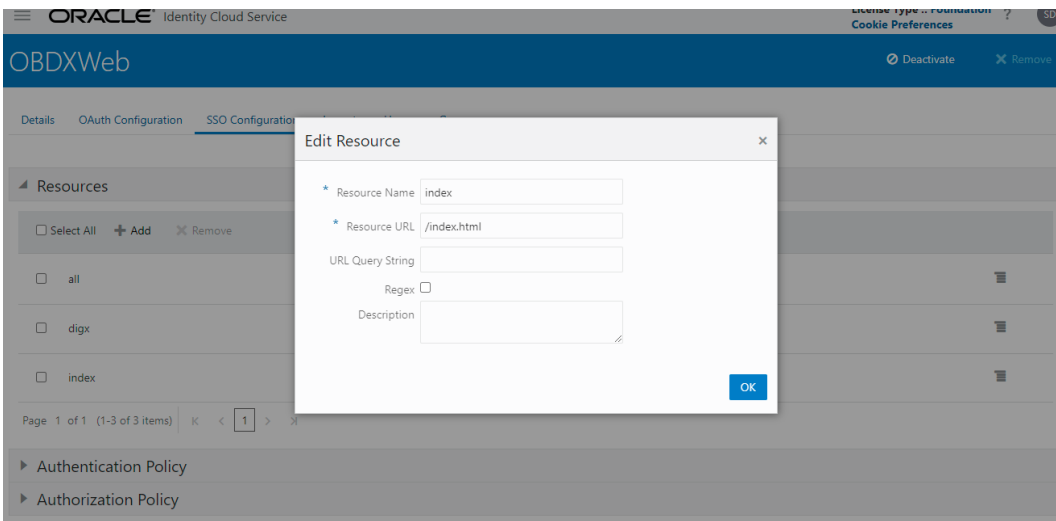 ORACLE® Identity Cloud Service
License Type :: Foundation ?
SD
Cookie Preferences
OBDXWeb
Deactivate
Remove
Details OAuth Configuration SSO Configuration
Edit Resource ×
Resources
* Resource Name index
* Resource URL /index.html
Select All Add Remove
URL Query String
Regex
all
Description
digx
index
OK
Page 1 of 1 (1-3 of 3 items) K < 1 >
Authentication Policy
Authorization Policy